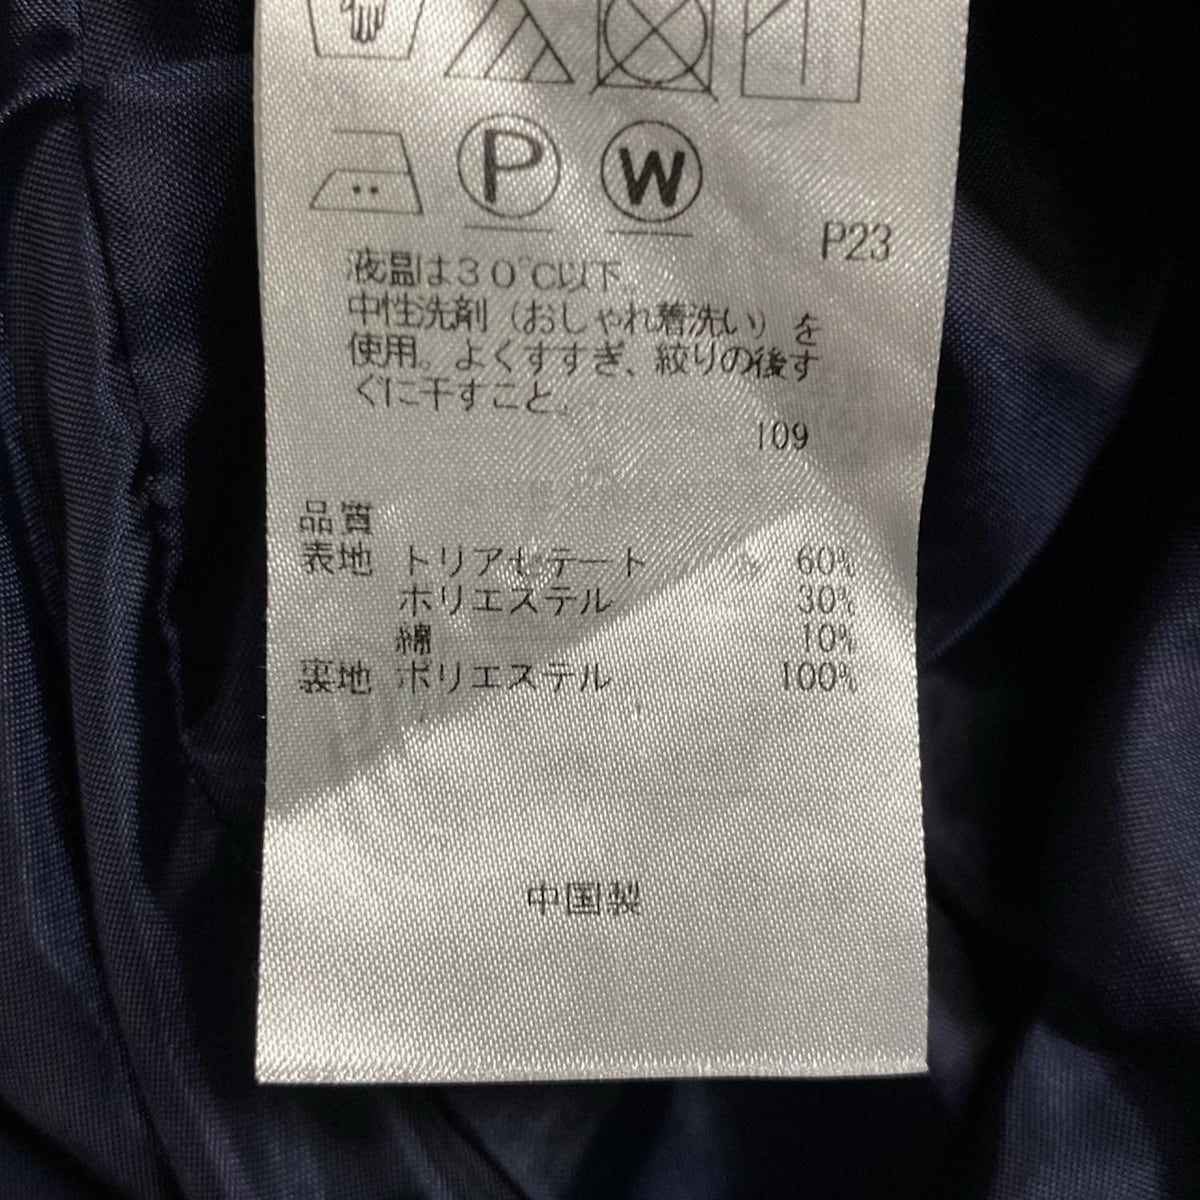 P
W
P23
液温は30℃以下。
中性洗剤（おしゃれ着洗い）を
使用。よくすすぎ、絞りの後す
ぐに干すこと。
109
品質
表地 トリアセテート 60%
ポリエステル 30%
綿 10%
裏地 ポリエステル 100%
中国製